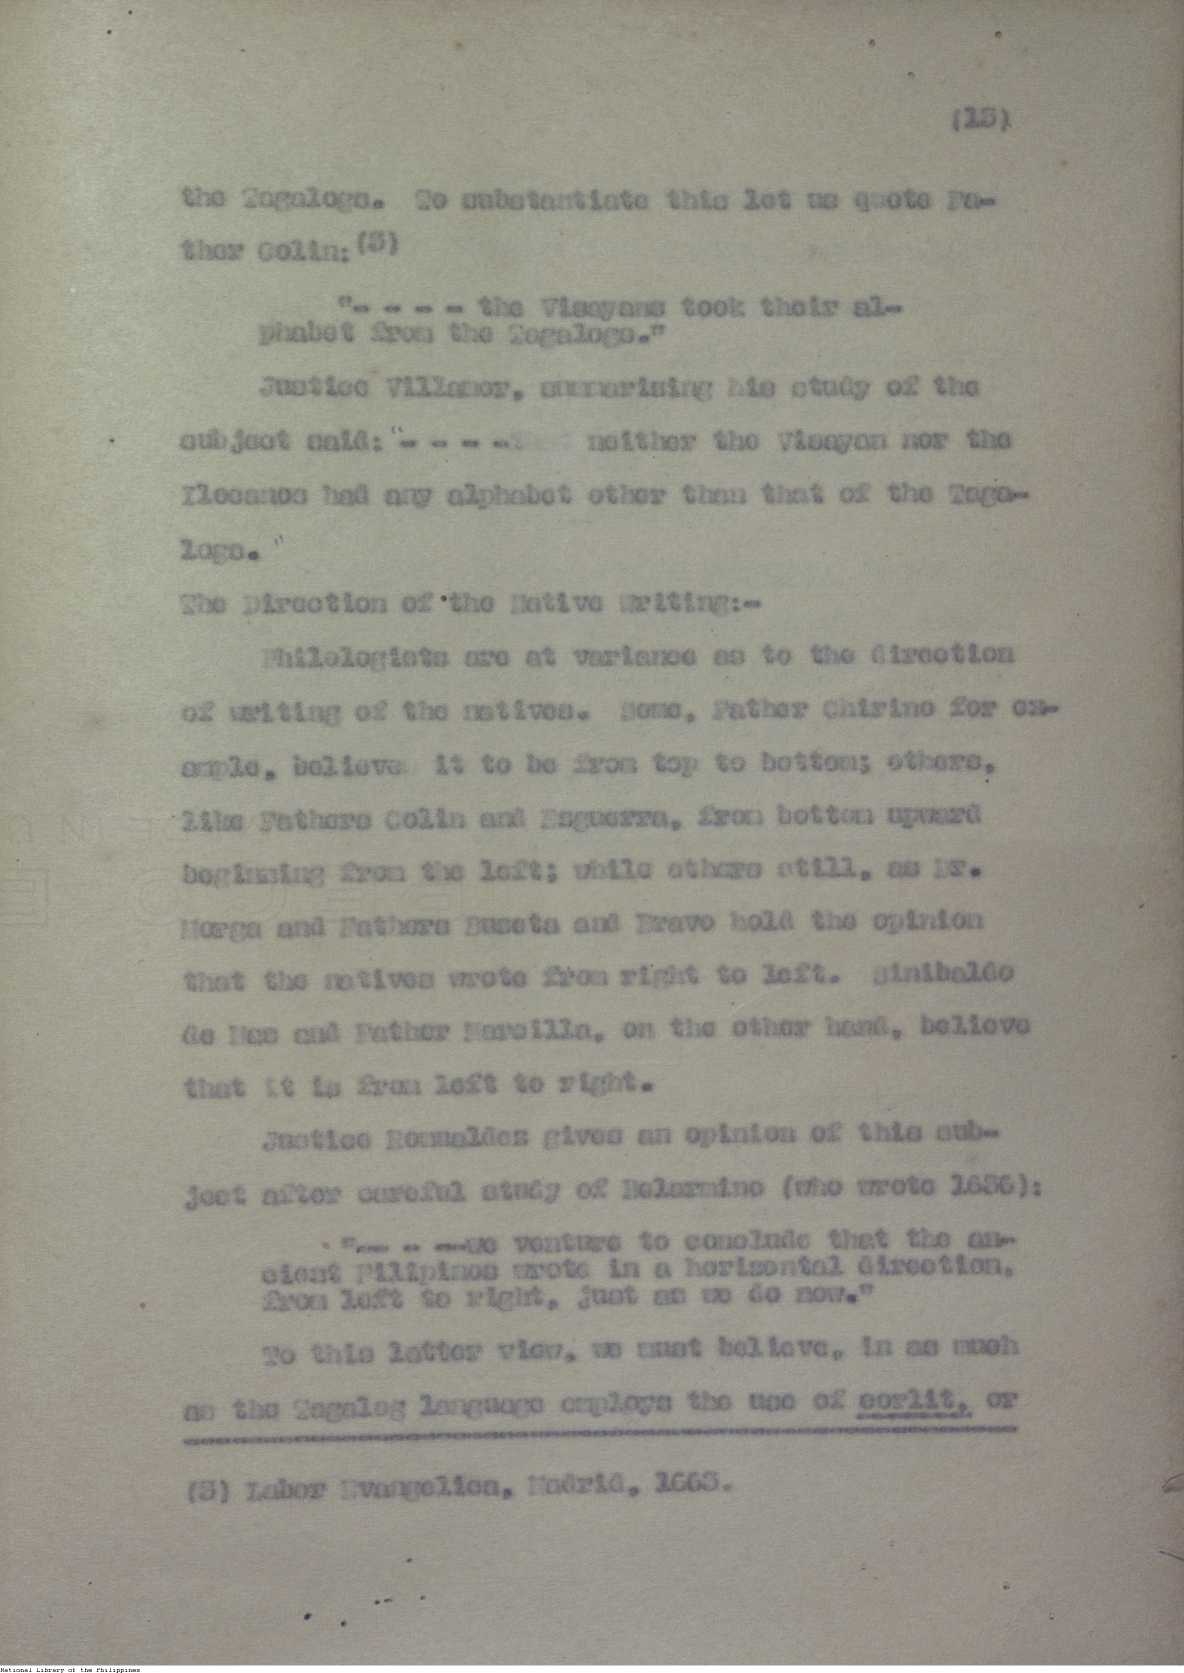 (15)
the Tagalogs. To substantiate this let us quote Fa-
ther Colin:(3)
"- - - - the Visayans took their al-
phabet from the Tagalogs."
Justice Villamor, summarizing his study of the
subject said: "- - - - neither the Visayan nor the
Ilocanos had any alphabet other than that of the Taga-
logs."
The Direction of the Native Writing:-
Philologists are at variance as to the direction
of writing of the natives. Some, Father Chirino for ex-
ample, believe it to be from top to bottom; others,
like Fathers Colin and Esguerra, from bottom upward
beginning from the left; while others still, as Dr.
Morga and Fathers Buzeta and Bravo hold the opinion
that the natives wrote from right to left. Sinibaldo
de Mas and Father Marcilla, on the other hand, believe
that it is from left to right.
Justice Romualdez gives an opinion of this sub-
ject after careful study of Belarmino (who wrote 1636):
"- - - -we venture to conclude that the an-
cient Filipinos wrote in a horizontal direction,
from left to right, just as we do now."
To this latter view, we must believe, in as much
as the Tagalog language employs the use of corlit, or
(3) Labor Evangelica, Madrid, 1663.
National Library of the Philippines